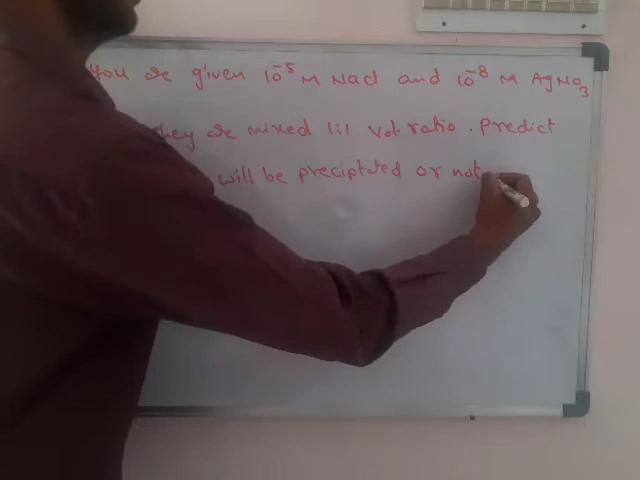 You are given 10⁻⁵ M Nacl and 10⁻⁸ M AgNO₃
they are mixed 1:1 vol. ratio. Predict
will be preciptated or not